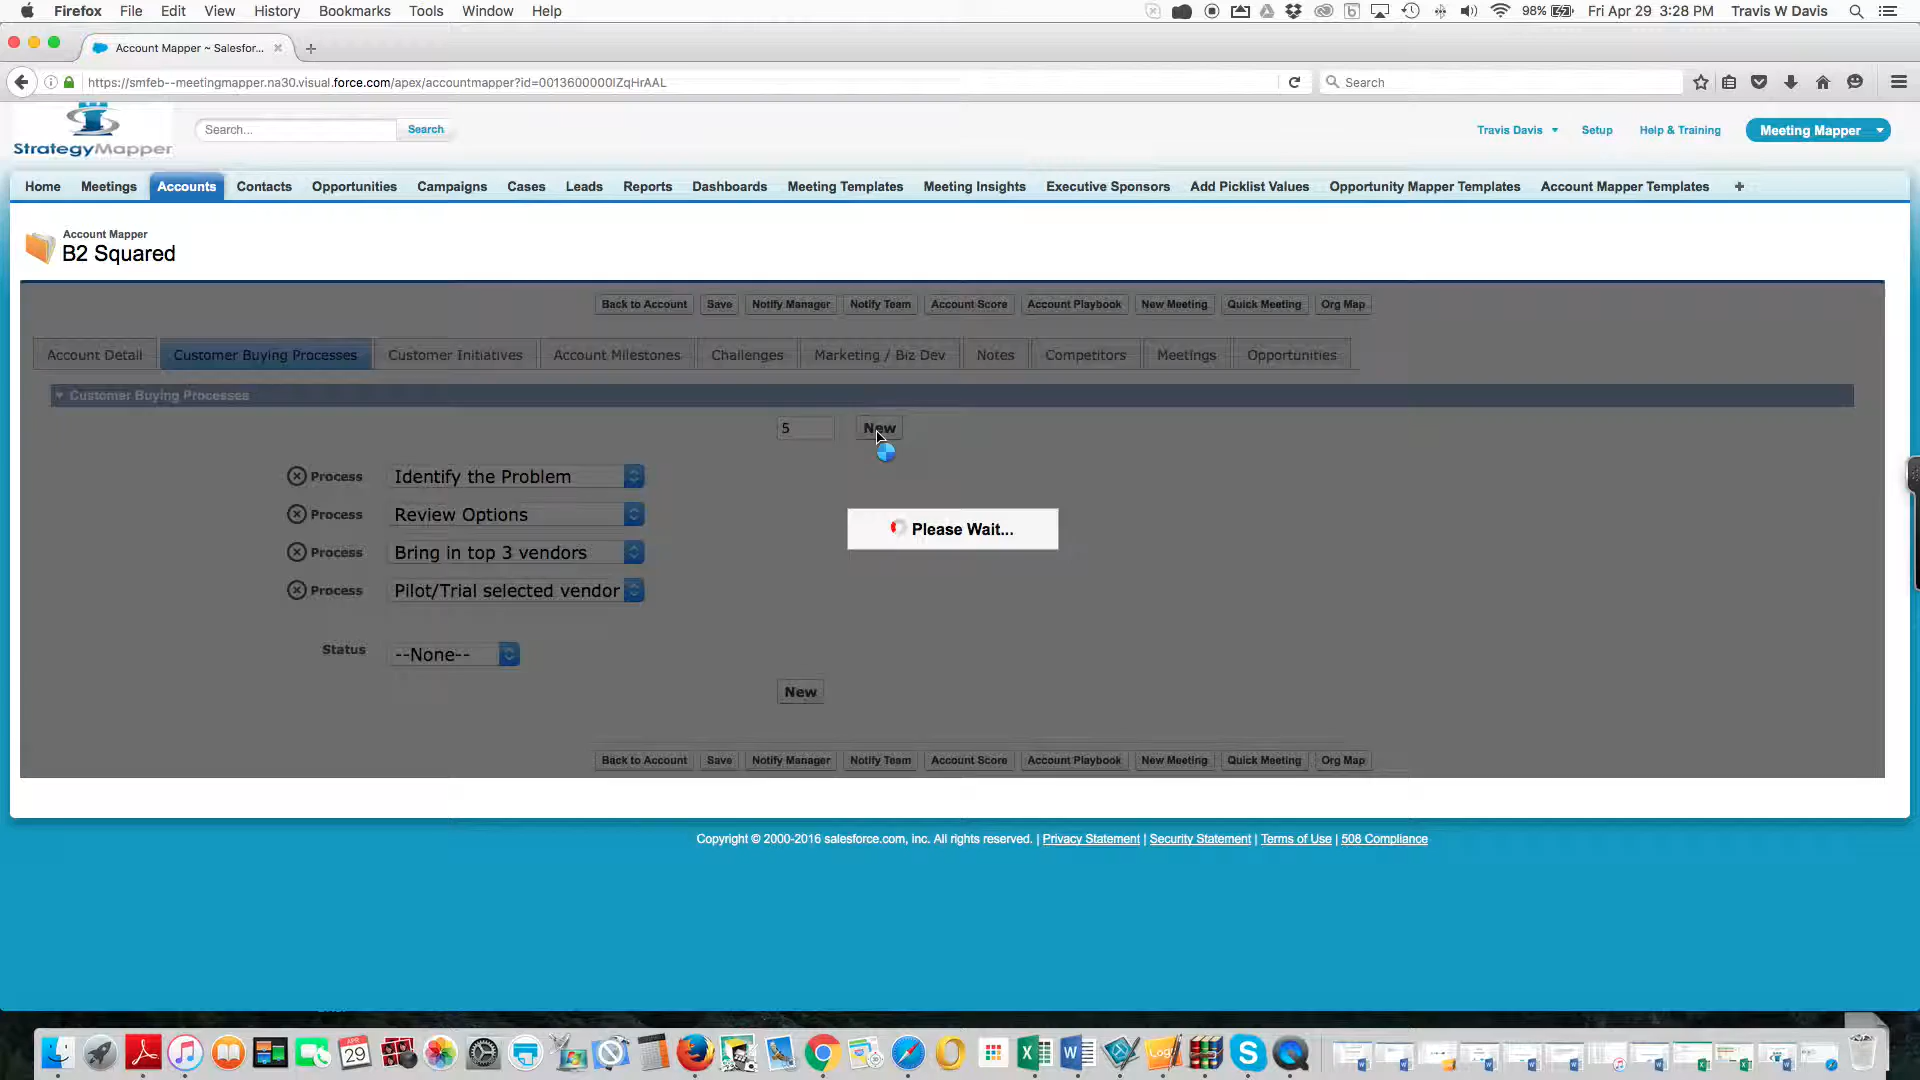 Firefox File Edit View History Bookmarks Tools Window Help 98% Fri Apr 29 3:28 PM Travis W Davis
Account Mapper ~ Salesfor...
https://smfeb--meetingmapper.na30.visual.force.com/apex/accountmapper?id=0013600000IZqHrAAL Search
StrategyMapper Search... Search Travis Davis Setup Help & Training Meeting Mapper
Home Meetings Accounts Contacts Opportunities Campaigns Cases Leads Reports Dashboards Meeting Templates Meeting Insights Executive Sponsors Add Picklist Values Opportunity Mapper Templates Account Mapper Templates +
Account Mapper
B2 Squared
Back to Account Save Notify Manager Notify Team Account Score Account Playbook New Meeting Quick Meeting Org Map
Account Detail Customer Buying Processes Customer Initiatives Account Milestones Challenges Marketing / Biz Dev Notes Competitors Meetings Opportunities
Customer Buying Processes
5 New
Process Identify the Problem
Process Review Options
Please Wait...
Process Bring in top 3 vendors
Process Pilot/Trial selected vendor
Status --None--
New
Back to Account Save Notify Manager Notify Team Account Score Account Playbook New Meeting Quick Meeting Org Map
Copyright © 2000-2016 salesforce.com, inc. All rights reserved. | Privacy Statement | Security Statement | Terms of Use | 508 Compliance
APR
29